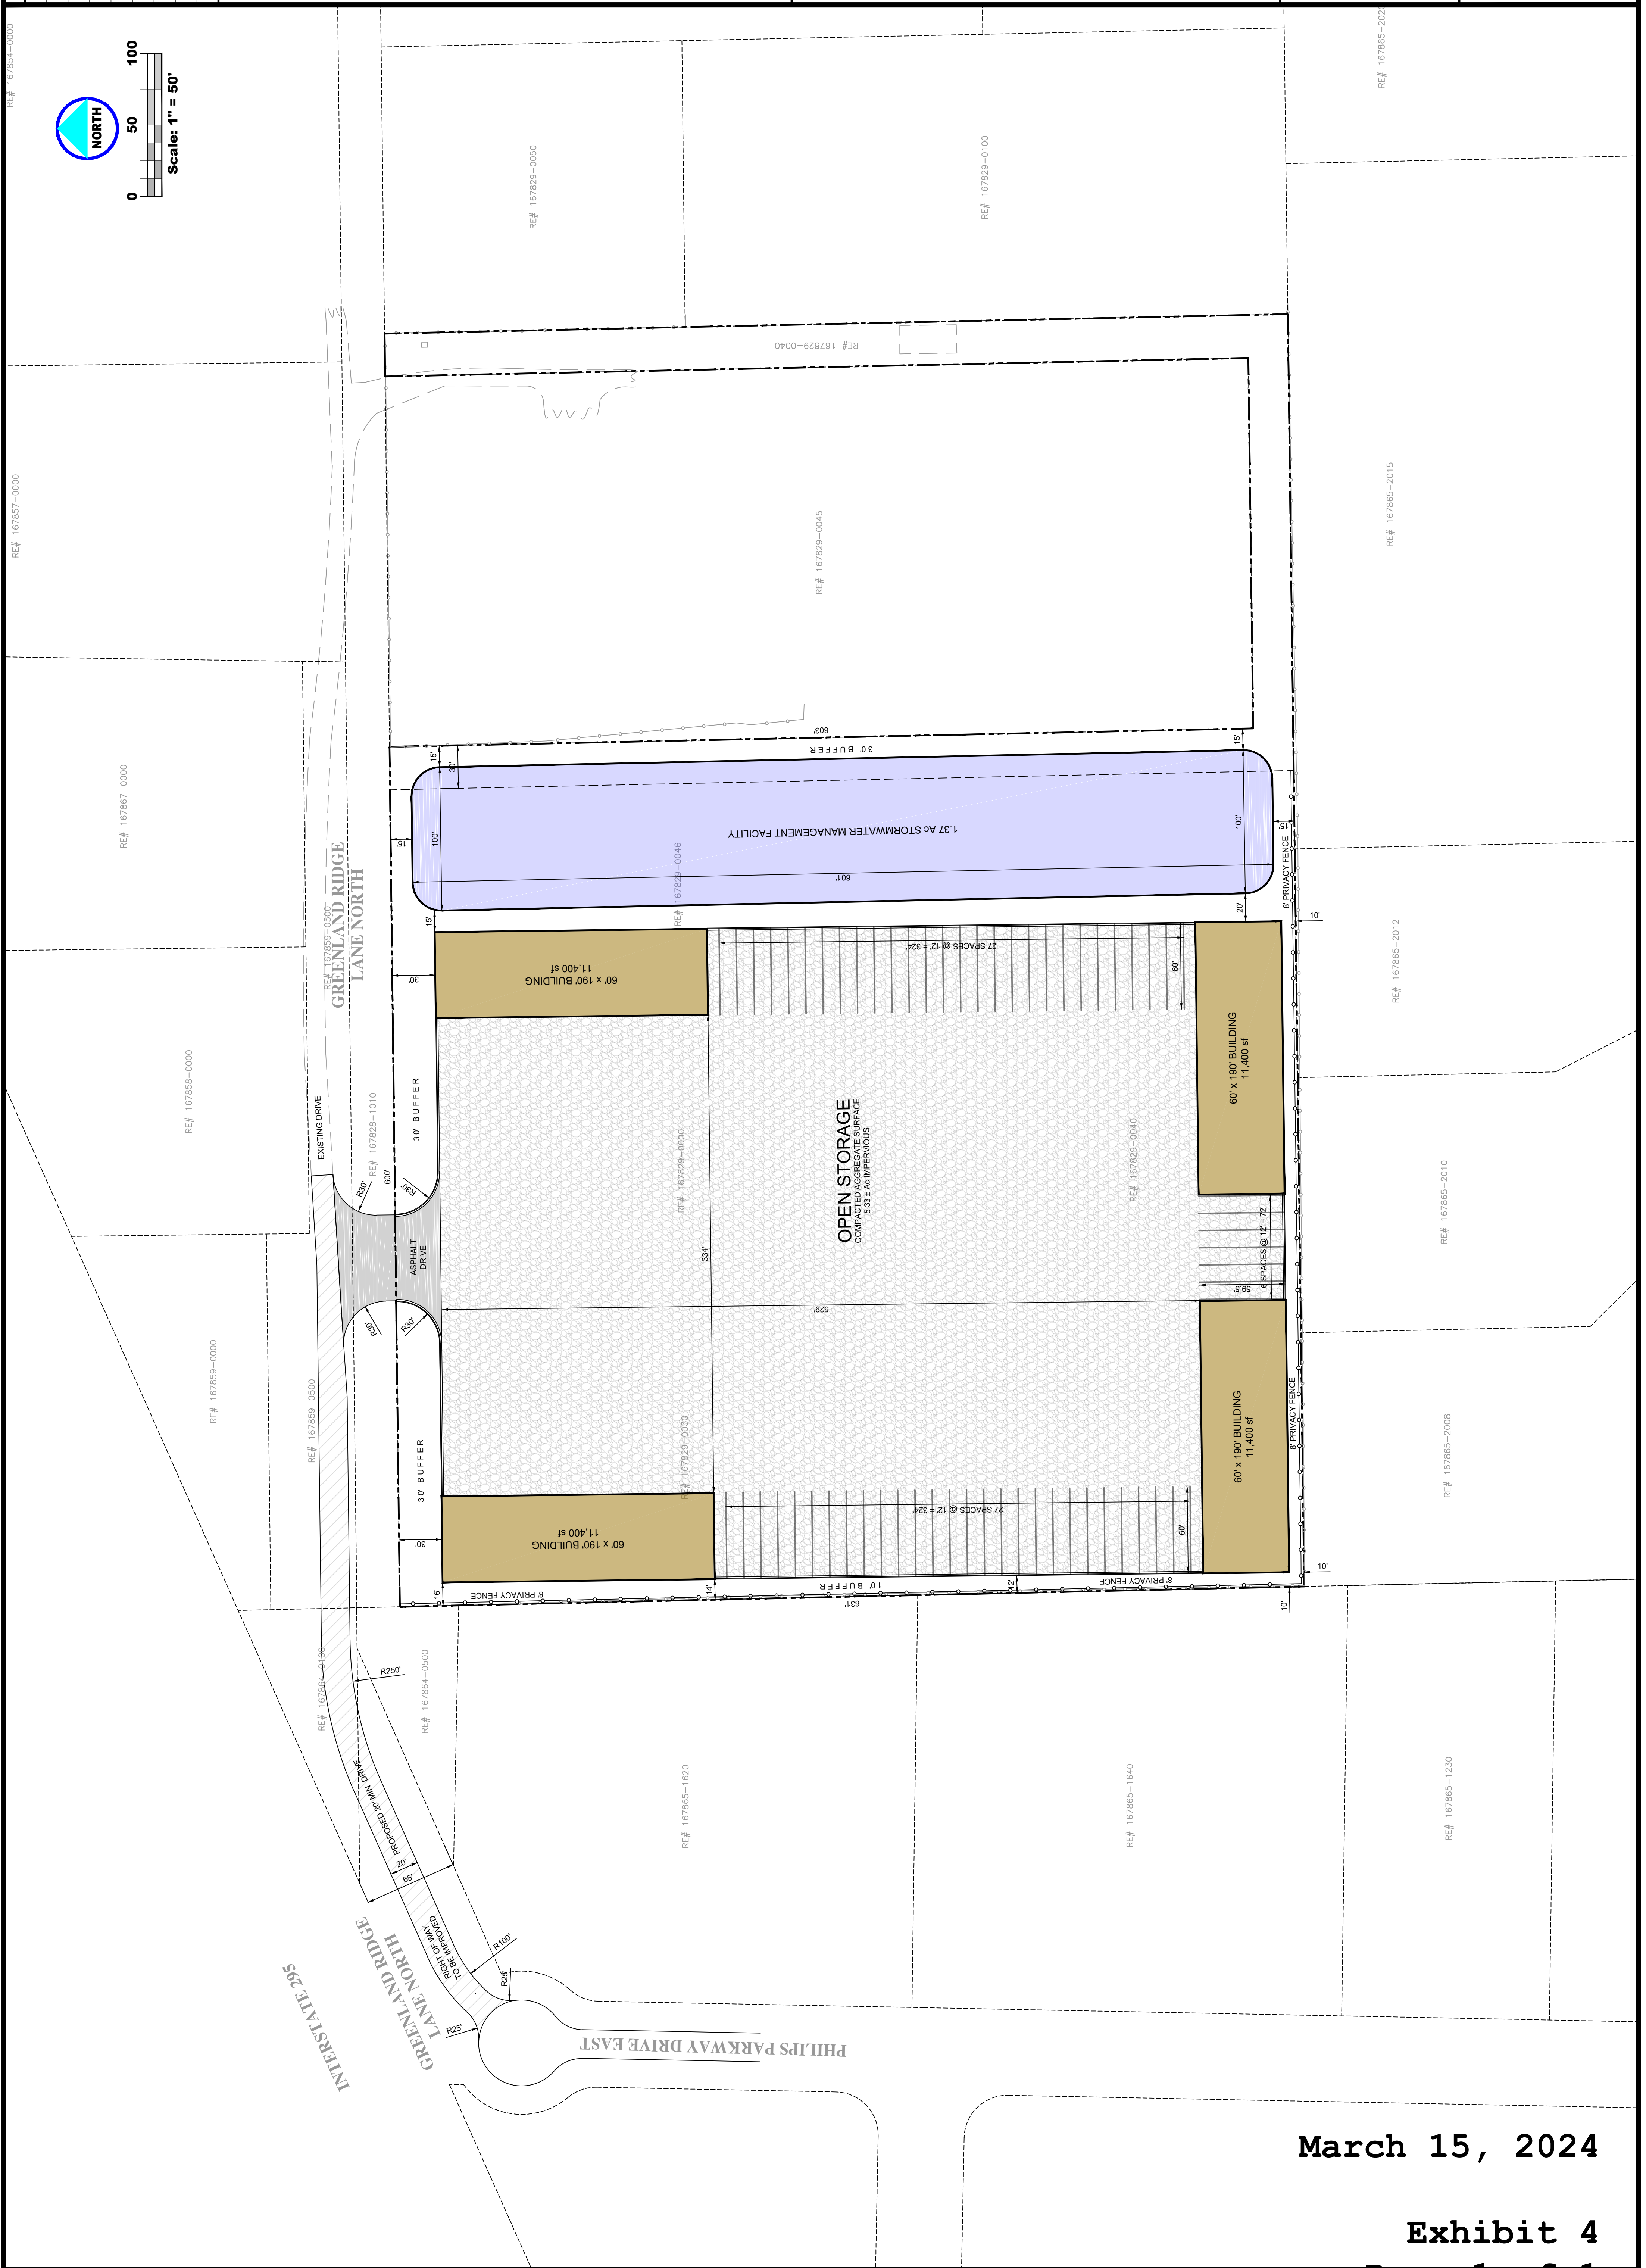 RE# 167854-0000
NORTH
0 50 100
Scale: 1" = 50'
RE# 167829-0050
RE# 167829-0100
RE# 167857-0000
RE# 167829-0040
RE# 167829-0045
RE# 167865-2015
RE# 167867-0000
603'
30' BUFFER
15'
30'
15'
15'
100'
1.37 Ac STORMWATER MANAGEMENT FACILITY
100'
15'
601'
RE# 167829-0046
8' PRIVACY FENCE
GREENLAND RIDGE
LANE NORTH
RE# 167859-0500
15'
20'
10'
30'
60' x 190' BUILDING
11,400 sf
27 SPACES @ 12' = 324'
60'
RE# 167865-2012
RE# 167858-0000
EXISTING DRIVE
RE# 167828-1010
30' BUFFER
600'
R30'
R30'
OPEN STORAGE
COMPACTED AGGREGATE SURFACE
5.33 ± Ac IMPERVIOUS
RE# 167829-0000
RE# 167829-0040
60' x 190' BUILDING
11,400 sf
RE# 167865-2010
ASPHALT
DRIVE
334'
529'
6 SPACES @ 12' = 72'
59.5'
R30'
R30'
RE# 167859-0000
RE# 167859-0500
30' BUFFER
RE# 167829-0030
60' x 190' BUILDING
11,400 sf
8' PRIVACY FENCE
RE# 167865-2008
30'
60' x 190' BUILDING
11,400 sf
27 SPACES @ 12' = 324'
60'
10'
16'
8' PRIVACY FENCE
14'
10' BUFFER
12'
8' PRIVACY FENCE
631'
10'
R250'
RE# 167864-0500
PROPOSED 20' MIN DRIVE
RE# 167865-1620
RE# 167865-1640
RE# 167865-1230
20'
65'
RIGHT OF WAY
TO BE IMPROVED
R100'
R25'
R25'
GREENLAND RIDGE
LANE NORTH
INTERSTATE 295
PHILIPS PARKWAY DRIVE EAST
March 15, 2024
Exhibit 4